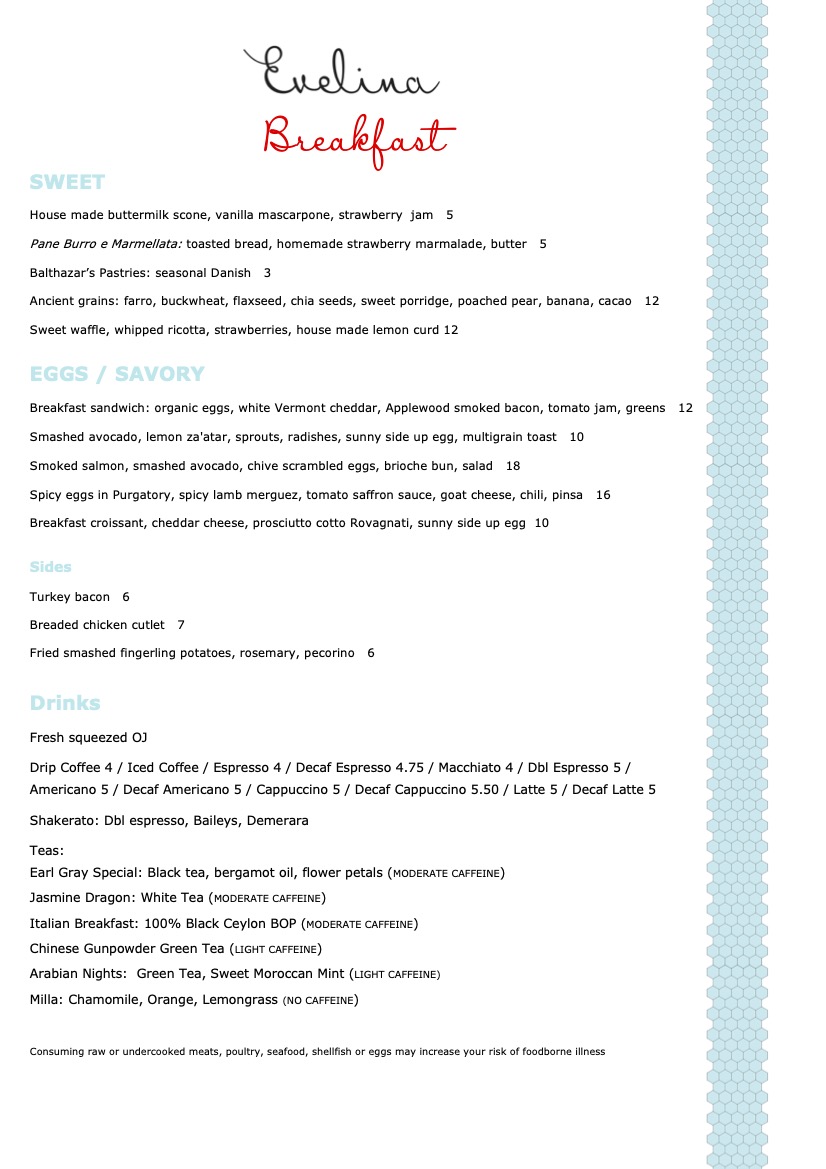 Evelina
Breakfast
SWEET
House made buttermilk scone, vanilla mascarpone, strawberry  jam   5
Pane Burro e Marmellata: toasted bread, homemade strawberry marmalade, butter   5
Balthazar’s Pastries: seasonal Danish   3
Ancient grains: farro, buckwheat, flaxseed, chia seeds, sweet porridge, poached pear, banana, cacao   12
Sweet waffle, whipped ricotta, strawberries, house made lemon curd 12
EGGS / SAVORY
Breakfast sandwich: organic eggs, white Vermont cheddar, Applewood smoked bacon, tomato jam, greens   12
Smashed avocado, lemon za'atar, sprouts, radishes, sunny side up egg, multigrain toast   10
Smoked salmon, smashed avocado, chive scrambled eggs, brioche bun, salad   18
Spicy eggs in Purgatory, spicy lamb merguez, tomato saffron sauce, goat cheese, chili, pinsa   16
Breakfast croissant, cheddar cheese, prosciutto cotto Rovagnati, sunny side up egg  10
Sides
Turkey bacon   6
Breaded chicken cutlet   7
Fried smashed fingerling potatoes, rosemary, pecorino   6
Drinks
Fresh squeezed OJ
Drip Coffee 4 / Iced Coffee / Espresso 4 / Decaf Espresso 4.75 / Macchiato 4 / Dbl Espresso 5 /
Americano 5 / Decaf Americano 5 / Cappuccino 5 / Decaf Cappuccino 5.50 / Latte 5 / Decaf Latte 5
Shakerato: Dbl espresso, Baileys, Demerara
Teas:
Earl Gray Special: Black tea, bergamot oil, flower petals (MODERATE CAFFEINE)
Jasmine Dragon: White Tea (MODERATE CAFFEINE)
Italian Breakfast: 100% Black Ceylon BOP (MODERATE CAFFEINE)
Chinese Gunpowder Green Tea (LIGHT CAFFEINE)
Arabian Nights:  Green Tea, Sweet Moroccan Mint (LIGHT CAFFEINE)
Milla: Chamomile, Orange, Lemongrass (NO CAFFEINE)
Consuming raw or undercooked meats, poultry, seafood, shellfish or eggs may increase your risk of foodborne illness